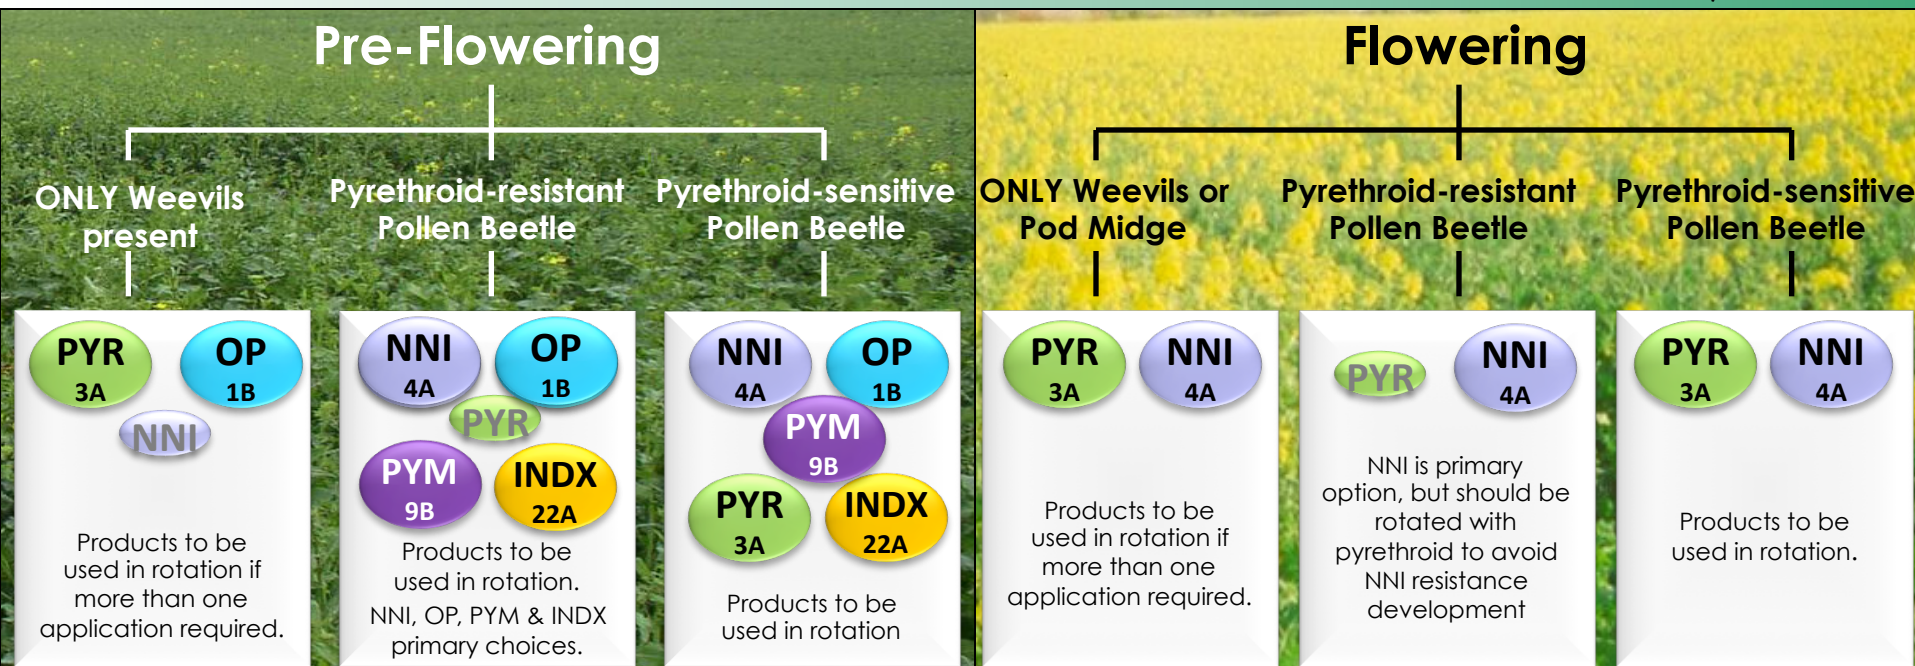 Pre-Flowering
ONLY Weevils
present
PYR
3A
OP
1B
NNI
Products to be
used in rotation if
more than one
application required.
Pyrethroid-resistant
Pollen Beetle
NNI
4A
OP
1B
PYR
PYM
9B
INDX
22A
Products to be
used in rotation.
NNI, OP, PYM & INDX
primary choices.
Pyrethroid-sensitive
Pollen Beetle
NNI
4A
OP
1B
PYM
9B
PYR
3A
INDX
22A
Products to be
used in rotation
Flowering
ONLY Weevils or
Pod Midge
PYR
3A
NNI
4A
Products to be
used in rotation if
more than one
application required.
Pyrethroid-resistant
Pollen Beetle
PYR
NNI
4A
NNI is primary
option, but should be
rotated with
pyrethroid to avoid
NNI resistance
development
Pyrethroid-sensitive
Pollen Beetle
PYR
3A
NNI
4A
Products to be
used in rotation.